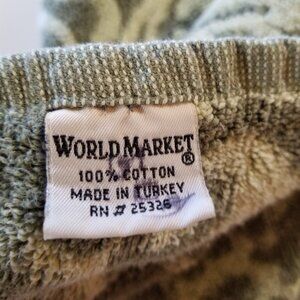 WORLD MARKET®
100% COTTON
MADE IN TURKEY
RN # 25326